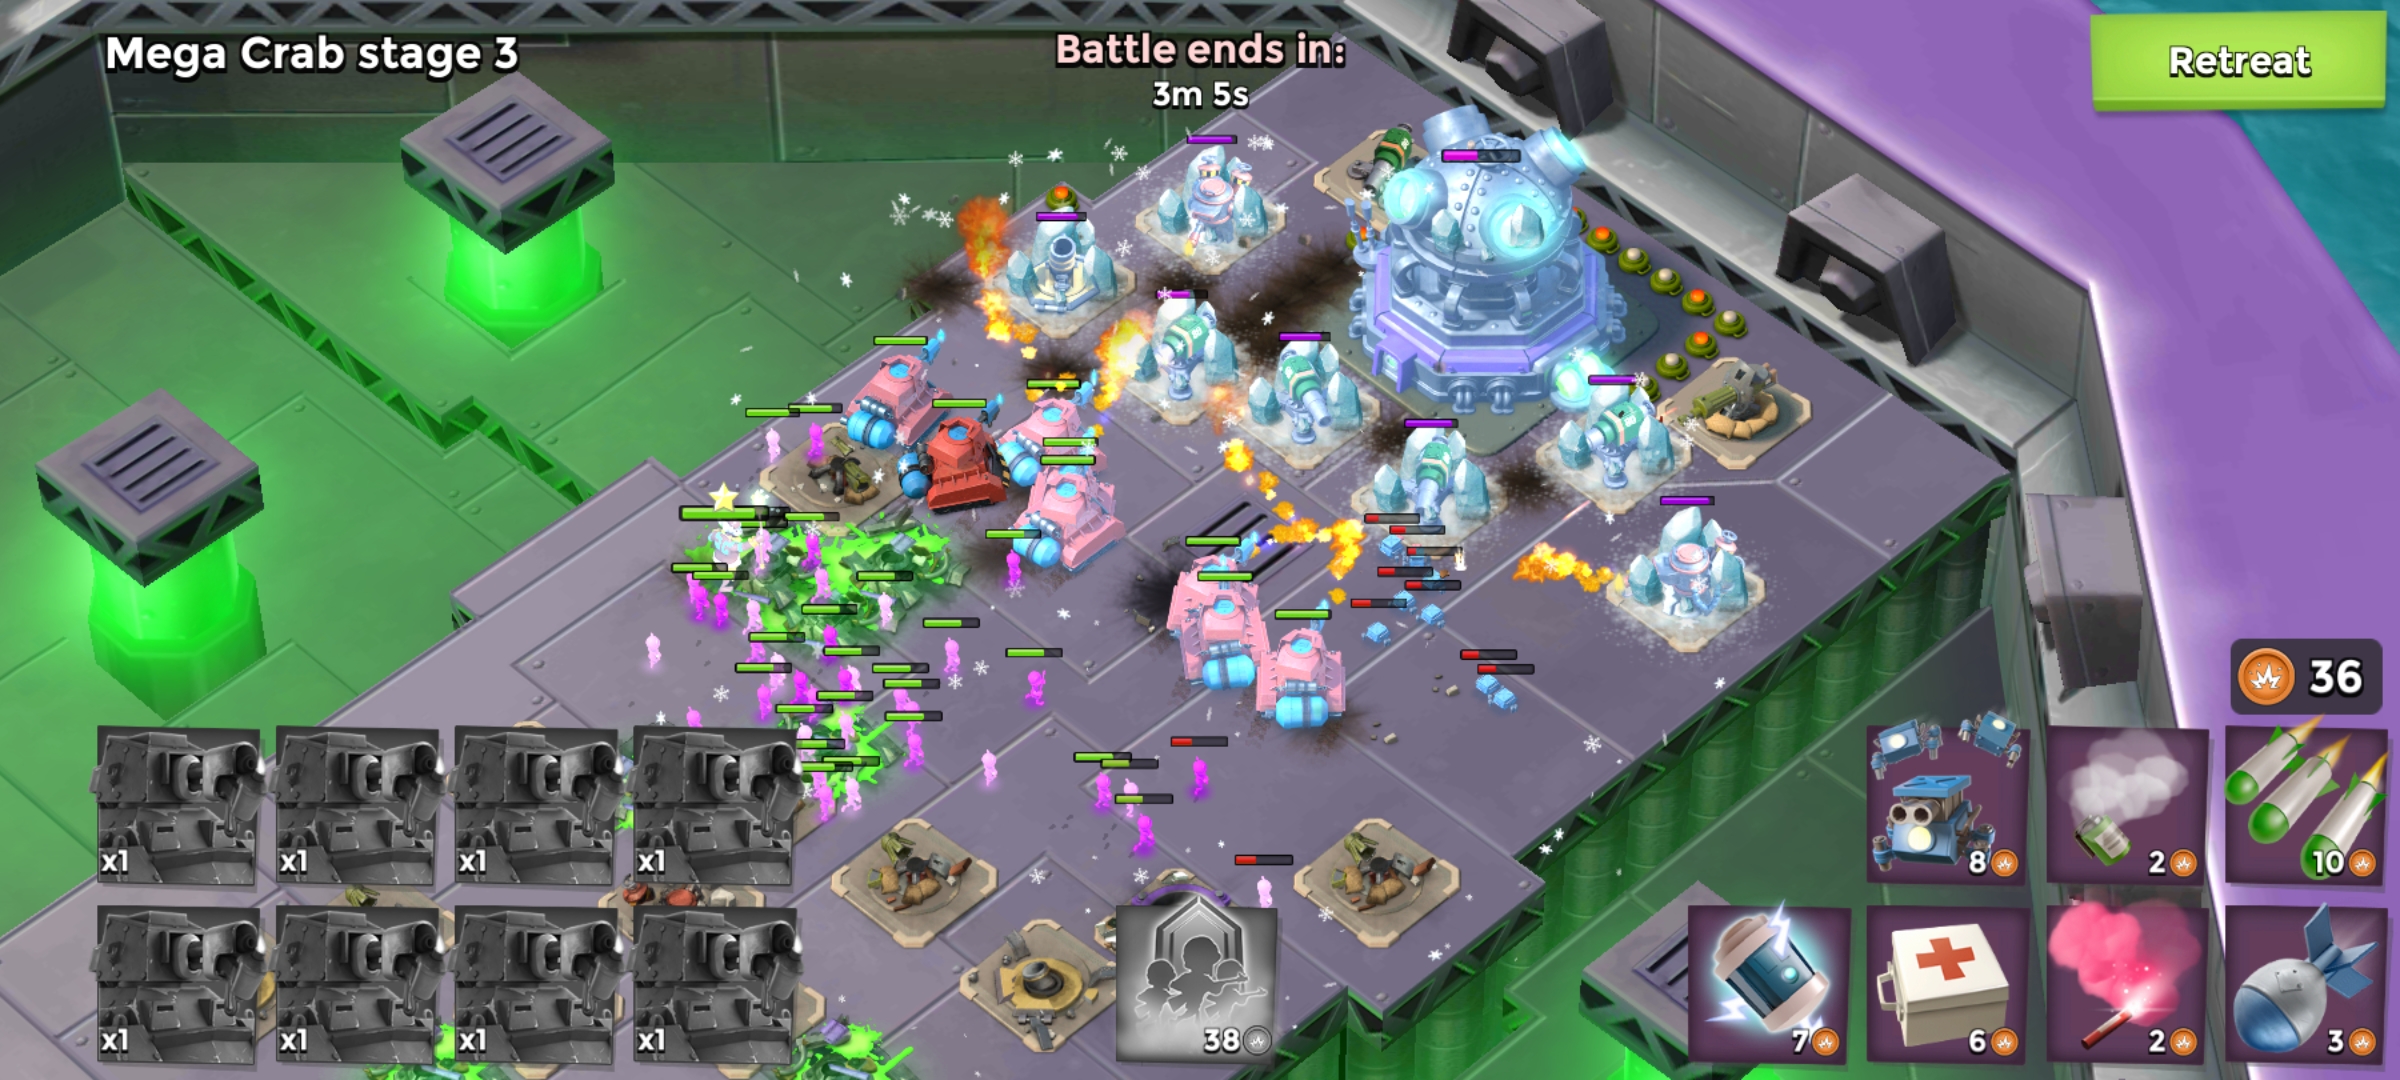 Mega Crab stage 3
Battle ends in:
3m 5s
Retreat
36
x1 x1 x1 x1
8 2 10
x1 x1 x1 x1
38
7 6 2 3